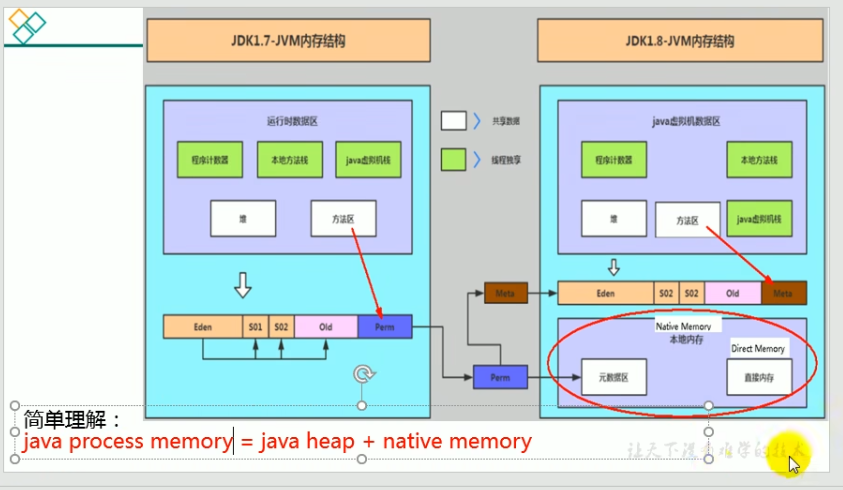 JDK1.7-JVM内存结构
JDK1.8-JVM内存结构
运行时数据区
程序计数器
本地方法栈
java虚拟机栈
堆
方法区
共享数据
线程独享
java虚拟机数据区
程序计数器
本地方法栈
堆
方法区
java虚拟机栈
Eden
S01
S02
Old
Perm
Meta
Eden
S02
S02
Old
Meta
Perm
Native Memory
本地内存
Direct Memory
元数据区
直接内存
简单理解：
java process memory = java heap + native memory
让天下没有难学的技术